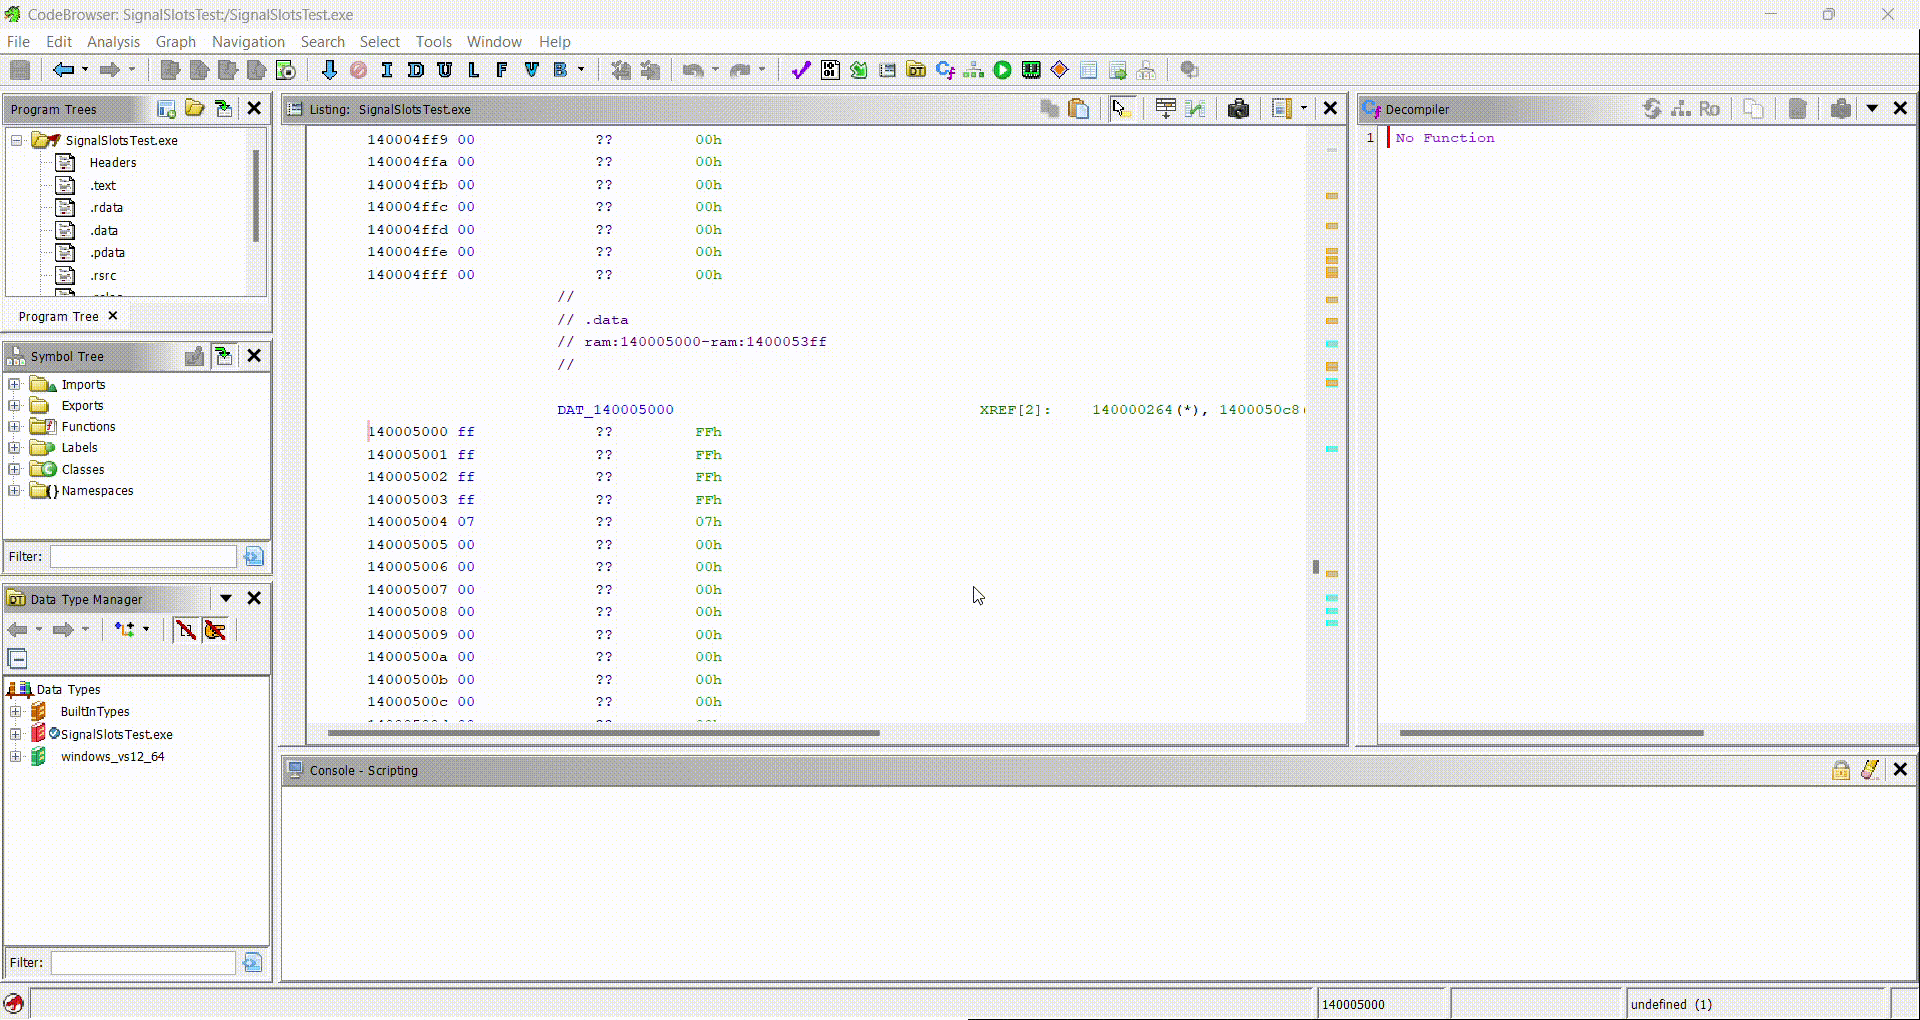 CodeBrowser: SignalSlotsTest:/SignalSlotsTest.exe
File Edit Analysis Graph Navigation Search Select Tools Window Help
I D U L F V B
Program Trees
SignalSlotsTest.exe
Headers
.text
.rdata
.data
.pdata
.rsrc
Program Tree
Symbol Tree
Imports
Exports
Functions
Labels
Classes
Namespaces
Filter:
Data Type Manager
Data Types
BuiltInTypes
SignalSlotsTest.exe
windows_vs12_64
Filter:
Listing: SignalSlotsTest.exe
140004ff9 00 ?? 00h
140004ffa 00 ?? 00h
140004ffb 00 ?? 00h
140004ffc 00 ?? 00h
140004ffd 00 ?? 00h
140004ffe 00 ?? 00h
140004fff 00 ?? 00h
//
// .data
// ram:140005000-ram:1400053ff
//
DAT_140005000 XREF[2]: 140000264(*), 1400050c8(
140005000 ff ?? FFh
140005001 ff ?? FFh
140005002 ff ?? FFh
140005003 ff ?? FFh
140005004 07 ?? 07h
140005005 00 ?? 00h
140005006 00 ?? 00h
140005007 00 ?? 00h
140005008 00 ?? 00h
140005009 00 ?? 00h
14000500a 00 ?? 00h
14000500b 00 ?? 00h
14000500c 00 ?? 00h
Decompiler
Ro
1 No Function
Console - Scripting
140005000
undefined (1)